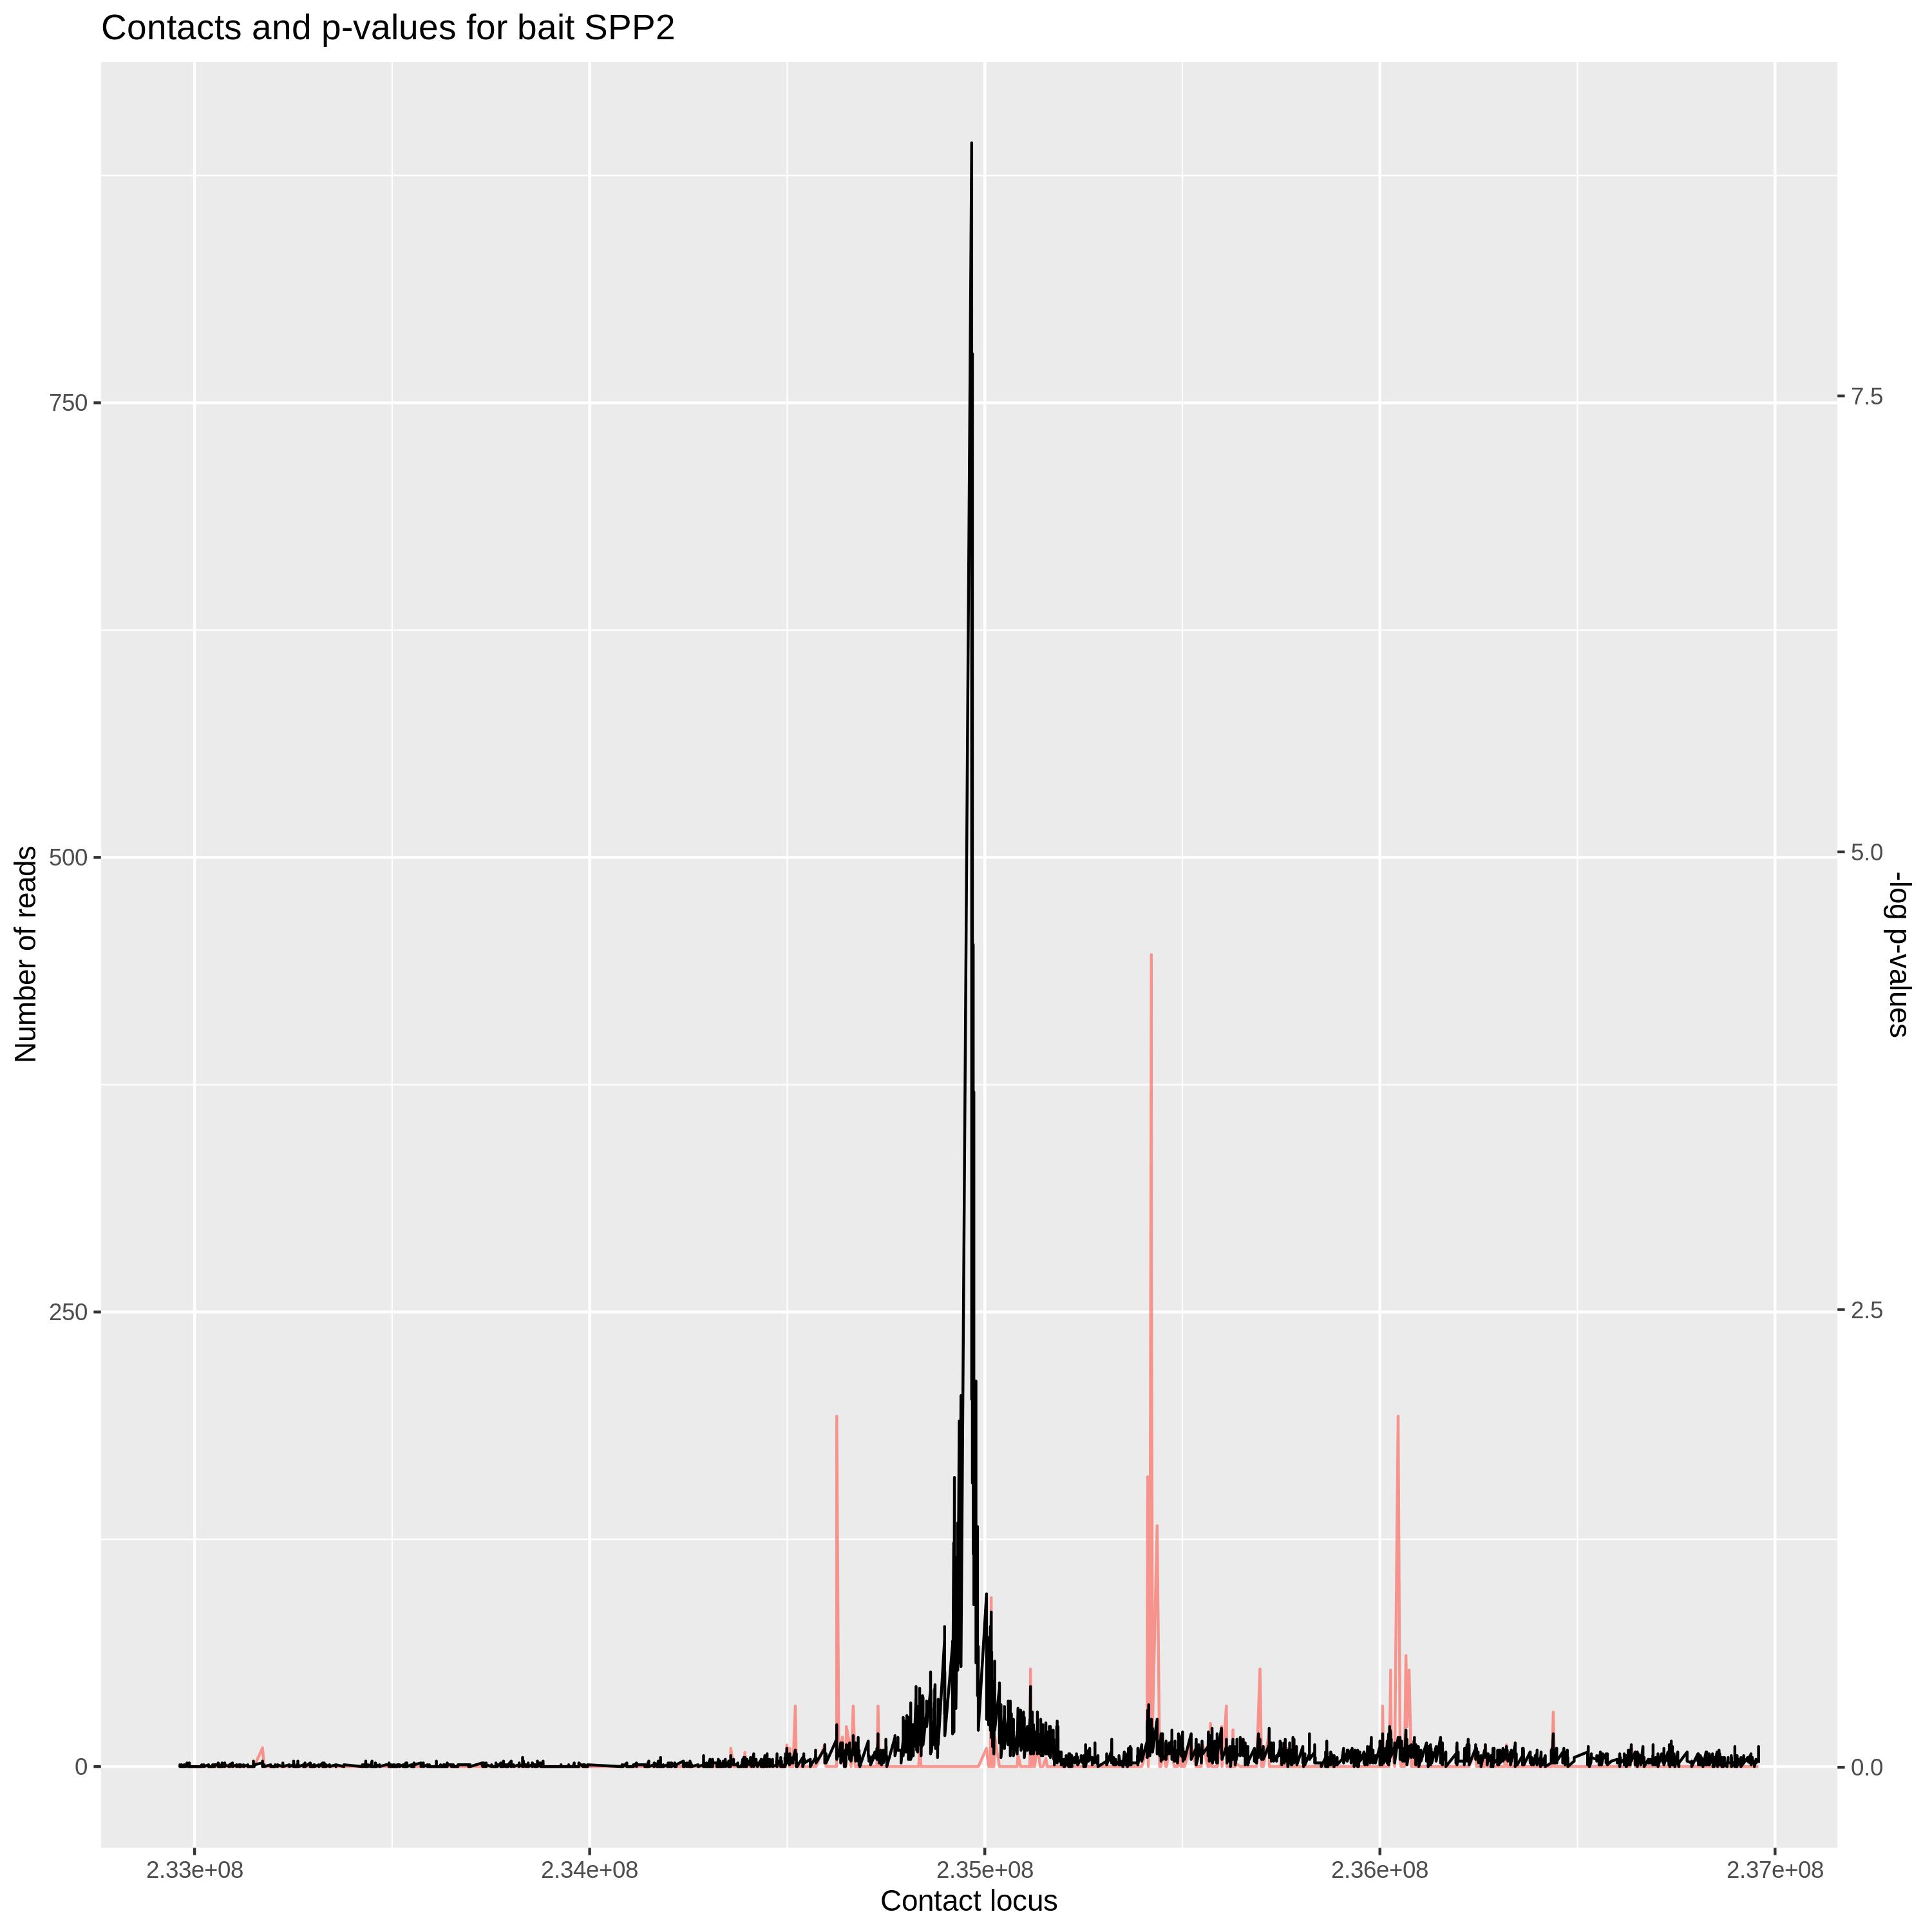 Contacts and p-values for bait SPP2
750
500
250
0
Number of reads
7.5
5.0
2.5
0.0
-log p-values
2.33e+08 2.34e+08 2.35e+08 2.36e+08 2.37e+08
Contact locus